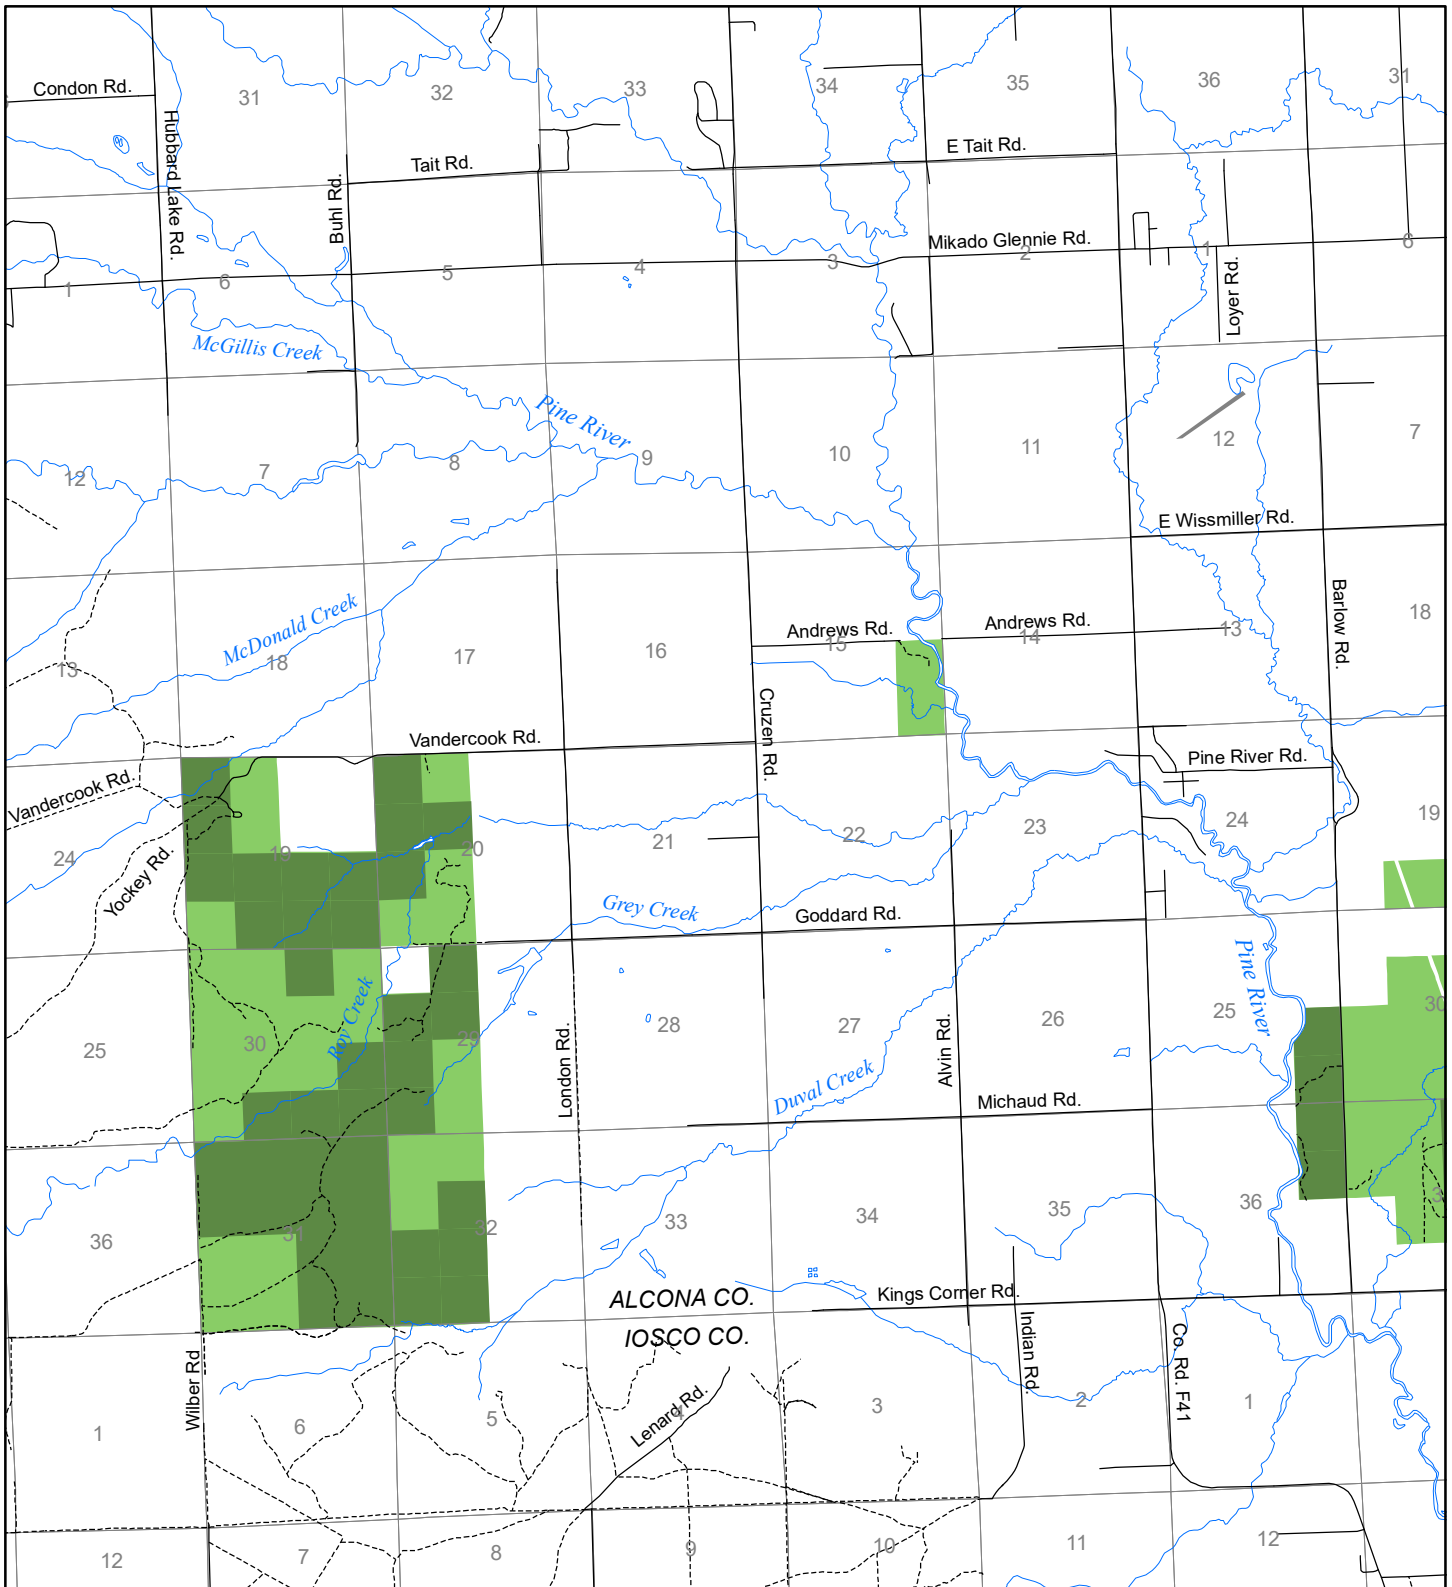 31
32
33
34
35
36
31
Condon Rd.
Hubbard Lake Rd.
Tait Rd.
E Tait Rd.
Buhl Rd.
Mikado Glennie Rd.
1
6
5
4
3
2
1
6
Loyer Rd.
McGillis Creek
Pine River
12
7
8
9
10
11
12
7
E Wissmiller Rd.
McDonald Creek
Andrews Rd.
Andrews Rd.
Barlow Rd.
13
18
17
16
15
14
13
18
Cruzen Rd.
Vandercook Rd.
Vandercook Rd.
Pine River Rd.
24
19
20
21
22
23
24
19
Yockey Rd.
Grey Creek
Goddard Rd.
Pine River
Roy Creek
25
30
29
28
27
26
25
30
London Rd.
Alvin Rd.
Duval Creek
Michaud Rd.
36
31
32
33
34
35
36
3
ALCONA CO.
Kings Corner Rd.
IOSCO CO.
Wilber Rd
Indian Rd.
Co. Rd. F41
Lenard Rd.
1
6
5
4
3
2
1
12
7
8
9
10
11
12